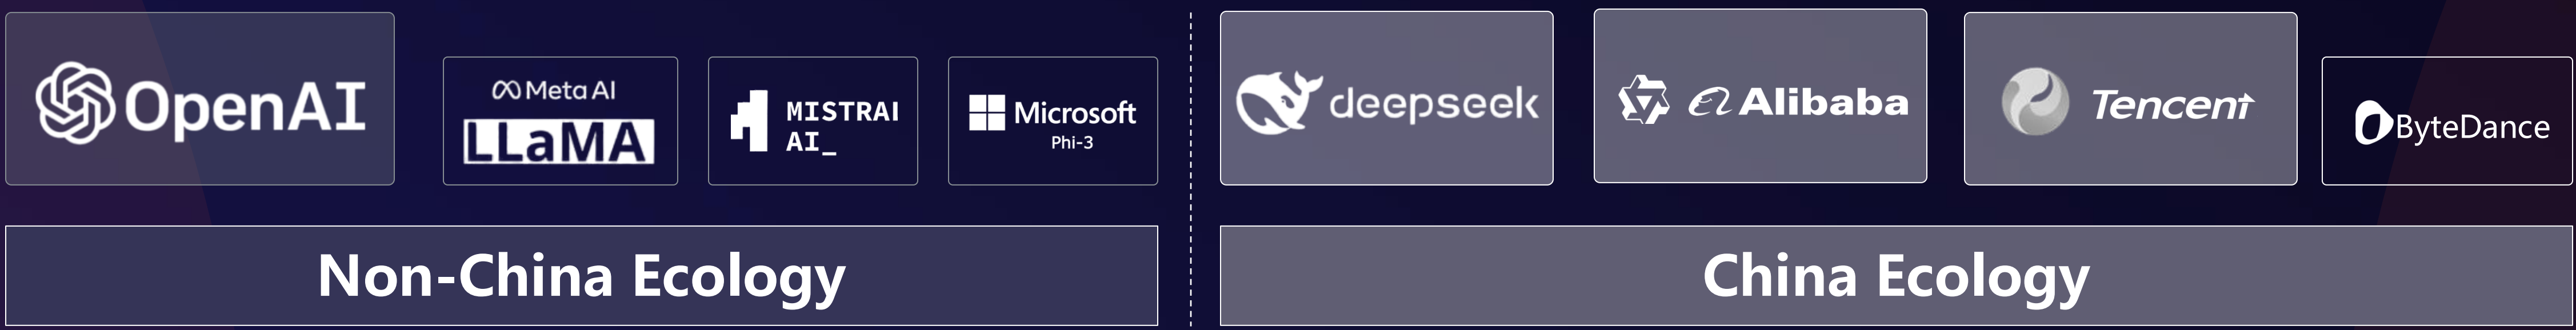 OpenAI
Meta AI
LLaMA
MISTRAI
AI_
Microsoft
Phi-3
deepseek
Alibaba
Tencent
ByteDance
Non-China Ecology
China Ecology